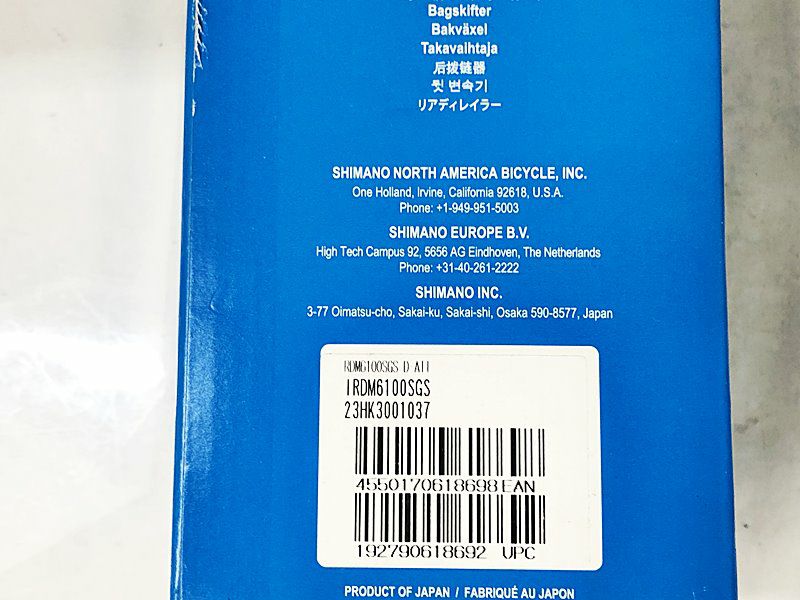 Bagskifter
Bakväxel
Takavaihtaja
后拨链器
뒷 변속기
リアディレイラー
SHIMANO NORTH AMERICA BICYCLE, INC.
One Holland, Irvine, California 92618, U.S.A.
Phone: +1-949-951-5003
SHIMANO EUROPE B.V.
High Tech Campus 92, 5656 AG Eindhoven, The Netherlands
Phone: +31-40-261-2222
SHIMANO INC.
3-77 Oimatsu-cho, Sakai-ku, Sakai-shi, Osaka 590-8577, Japan
RDM6100SGS D A11
IRDM6100SGS
23HK3001037
4550170618698 EAN
192790618692 UPC
PRODUCT OF JAPAN / FABRIQUÉ AU JAPON